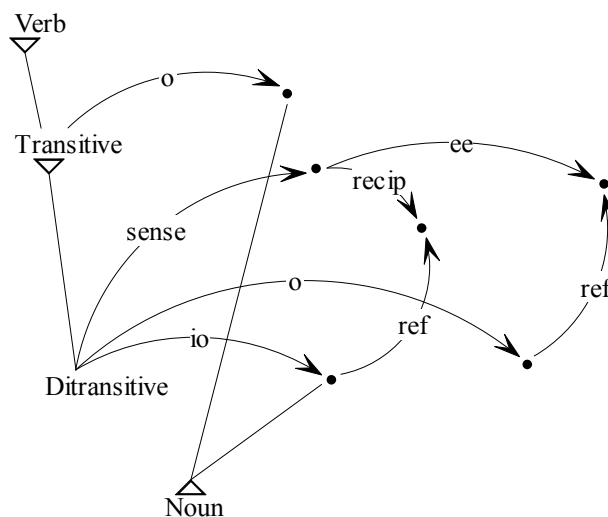 Verb
o
Transitive
ee
recip
sense
o
ref
io
ref
Ditransitive
Noun